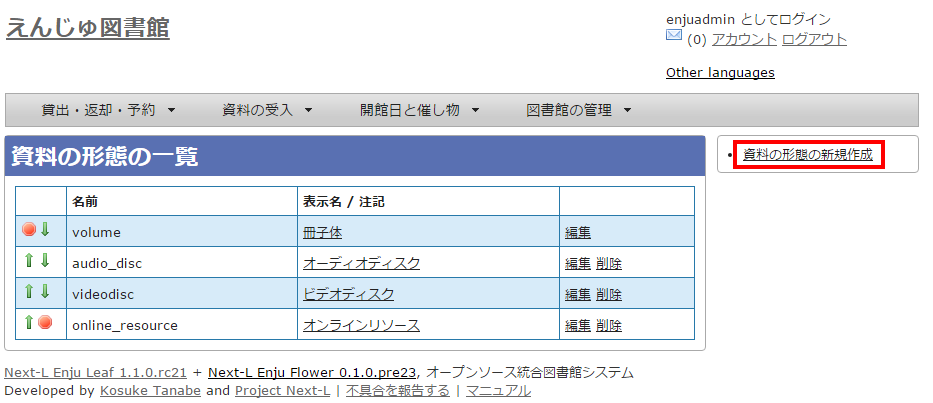 えんじゅ図書館
enjuadmin としてログイン
(0) アカウント ログアウト
Other languages
貸出・返却・予約 資料の受入 開館日と催し物 図書館の管理
資料の形態の一覧
資料の形態の新規作成
名前 表示名 / 注記
volume 冊子体 編集
audio_disc オーディオディスク 編集 削除
videodisc ビデオディスク 編集 削除
online_resource オンラインリソース 編集 削除
Next-L Enju Leaf 1.1.0.rc21 + Next-L Enju Flower 0.1.0.pre23, オープンソース統合図書館システム
Developed by Kosuke Tanabe and Project Next-L | 不具合を報告する | マニュアル